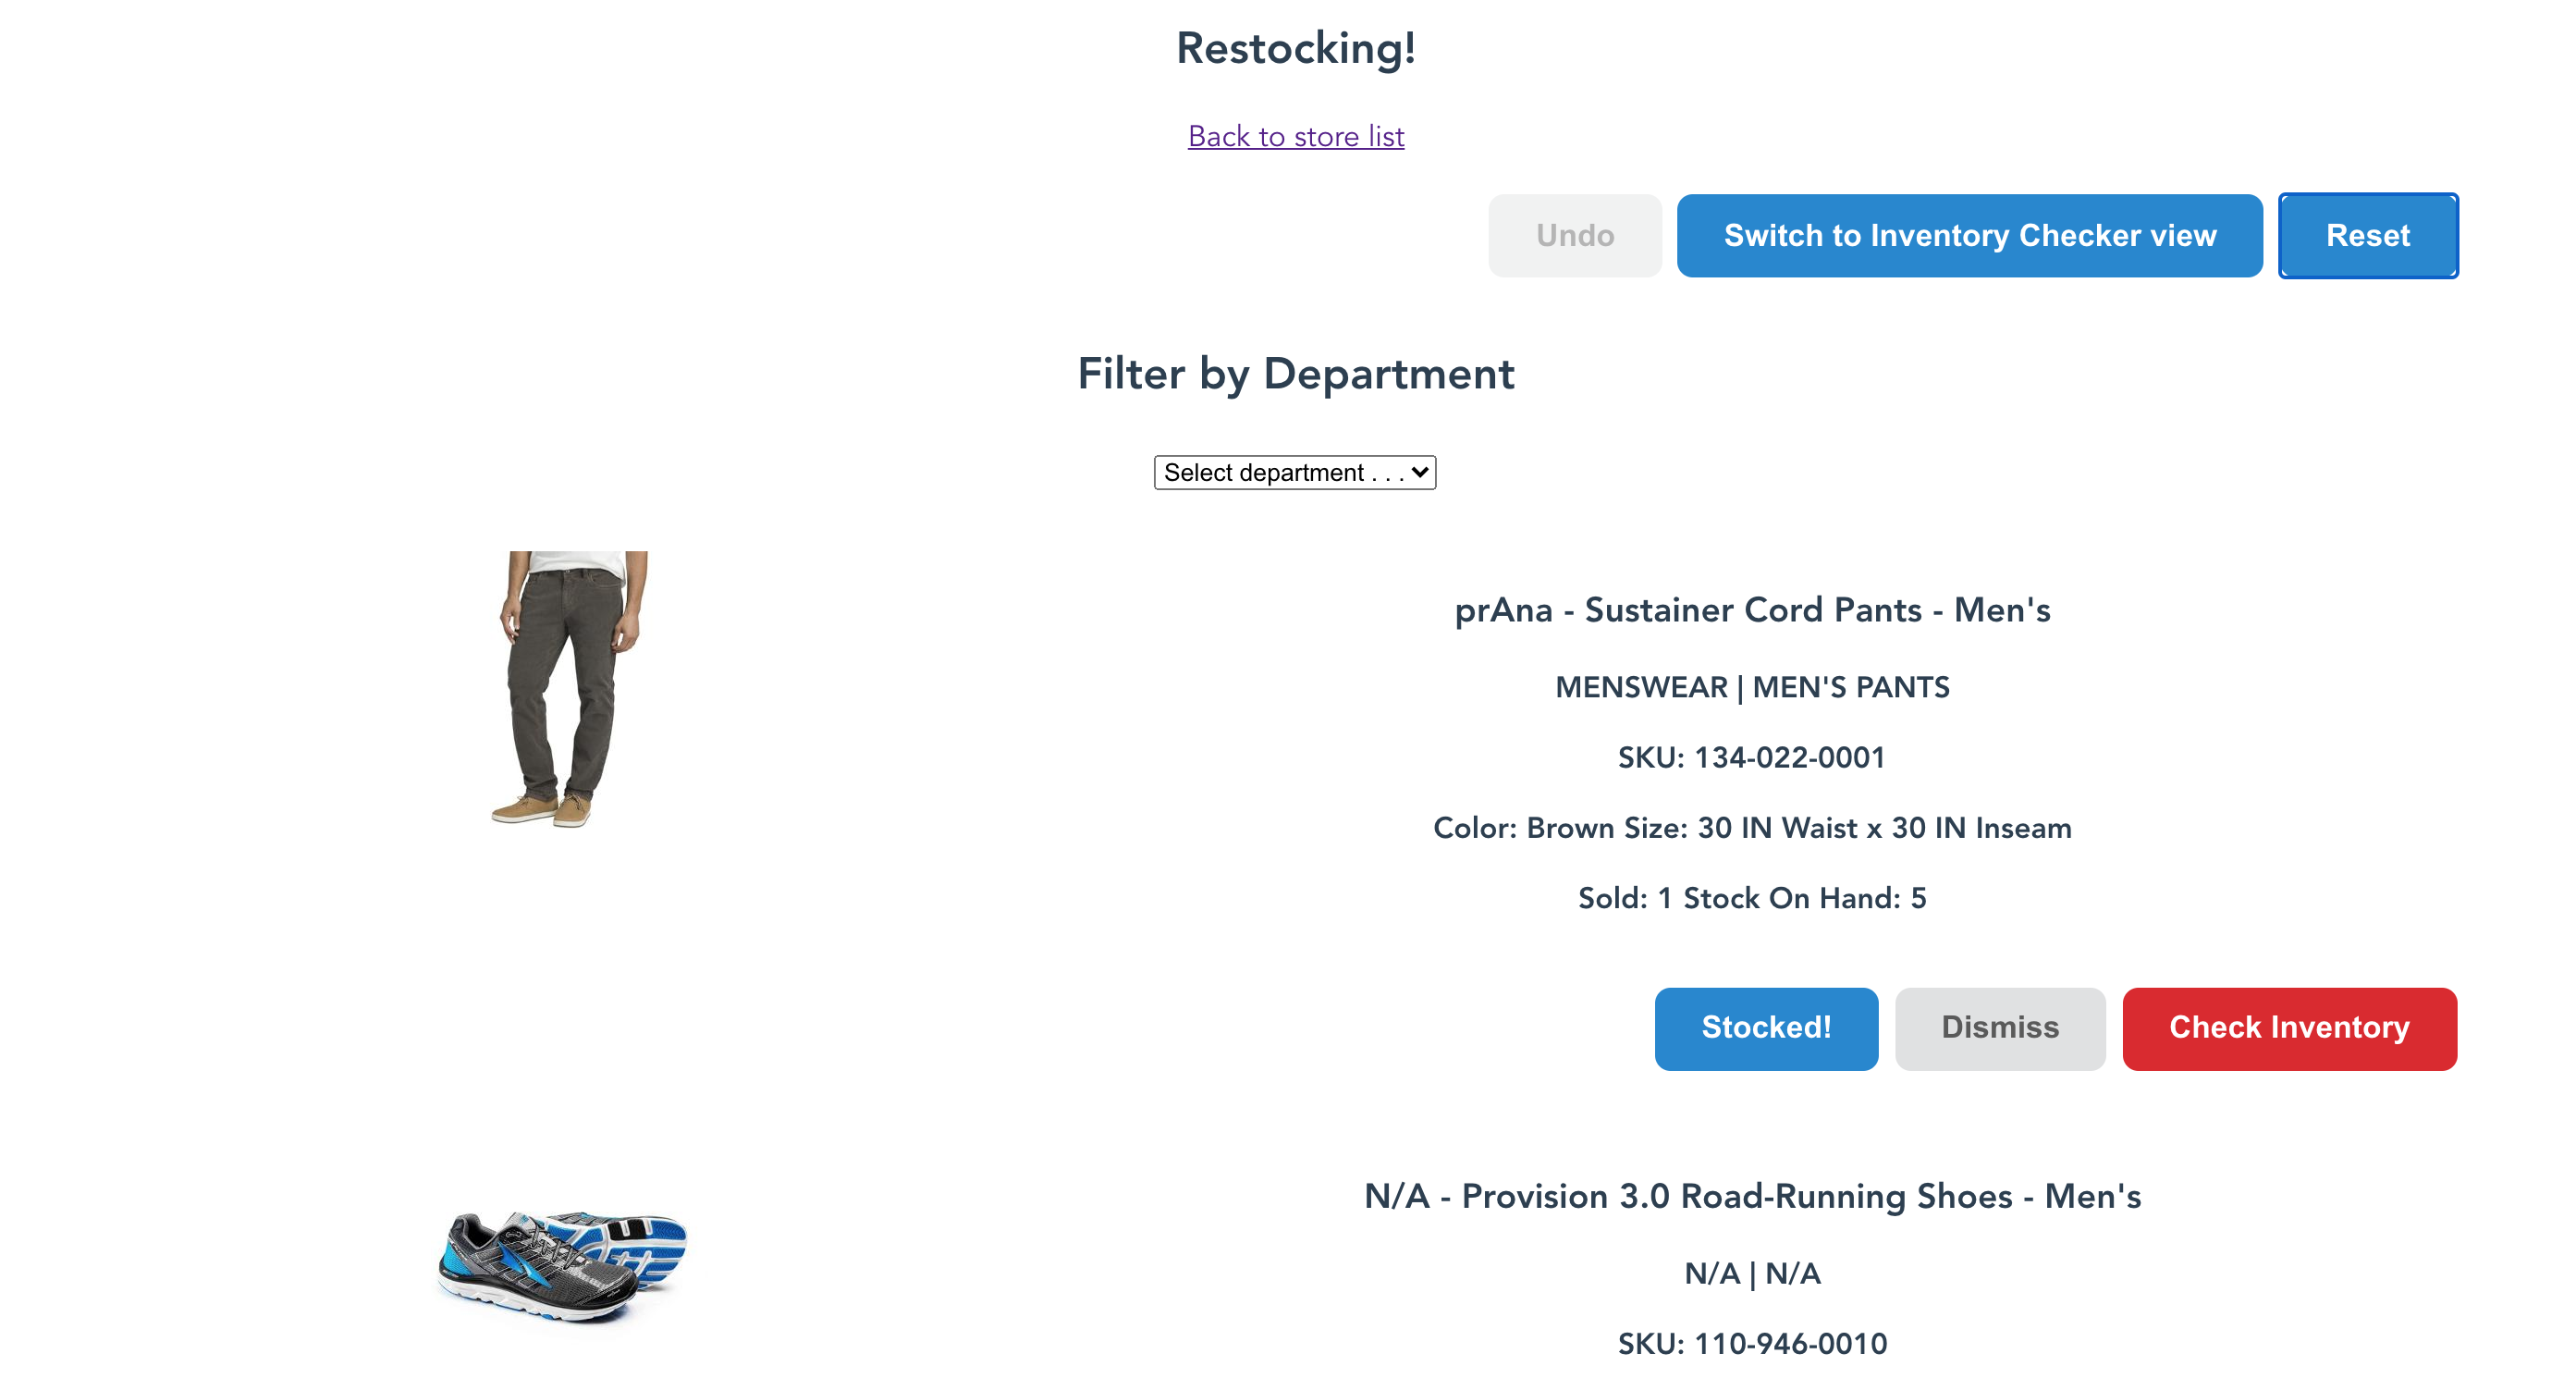 Restocking!
Back to store list
Undo
Switch to Inventory Checker view
Reset
Filter by Department
Select department . . .
prAna - Sustainer Cord Pants - Men's
MENSWEAR | MEN'S PANTS
SKU: 134-022-0001
Color: Brown Size: 30 IN Waist x 30 IN Inseam
Sold: 1 Stock On Hand: 5
Stocked!
Dismiss
Check Inventory
N/A - Provision 3.0 Road-Running Shoes - Men's
N/A | N/A
SKU: 110-946-0010